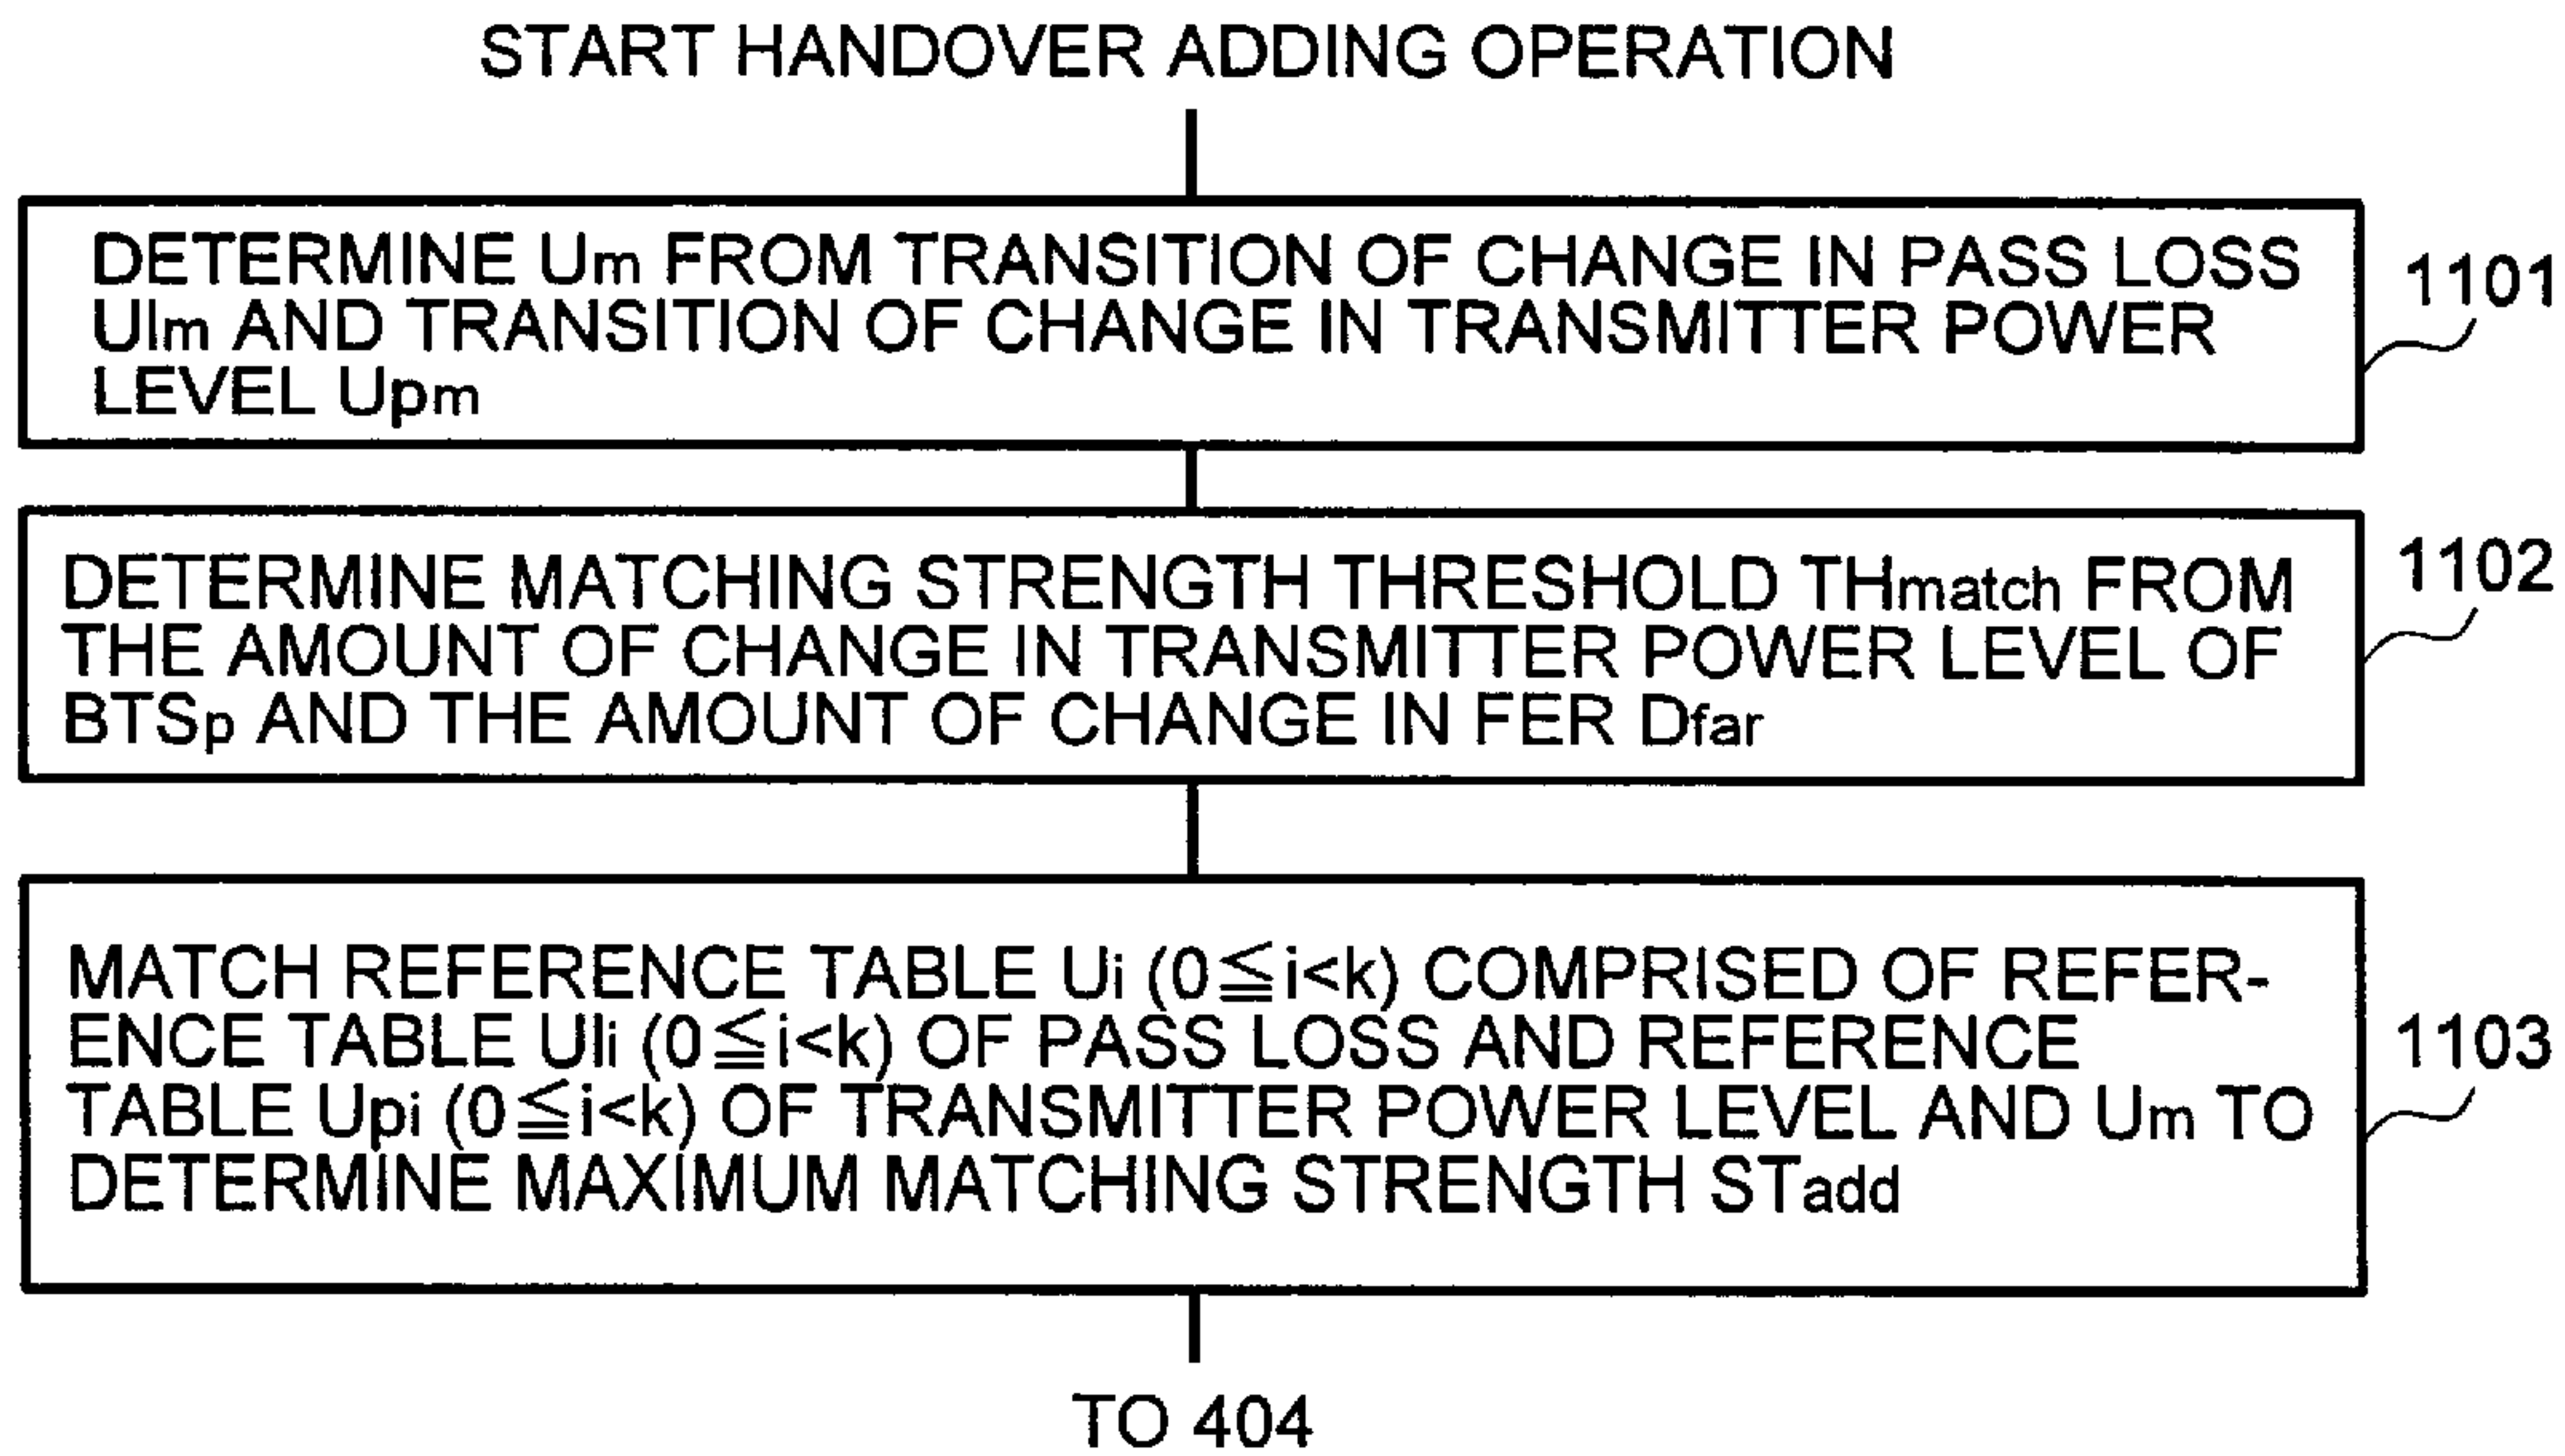 START HANDOVER ADDING OPERATION
DETERMINE Um FROM TRANSITION OF CHANGE IN PASS LOSS
Ulm AND TRANSITION OF CHANGE IN TRANSMITTER POWER
LEVEL Upm
1101
DETERMINE MATCHING STRENGTH THRESHOLD THmatch FROM
THE AMOUNT OF CHANGE IN TRANSMITTER POWER LEVEL OF
BTSp AND THE AMOUNT OF CHANGE IN FER Dfar
1102
MATCH REFERENCE TABLE Ui (0≦i<k) COMPRISED OF REFER-
ENCE TABLE Uli (0≦i<k) OF PASS LOSS AND REFERENCE
TABLE Upi (0≦i<k) OF TRANSMITTER POWER LEVEL AND Um TO
DETERMINE MAXIMUM MATCHING STRENGTH STadd
1103
TO 404